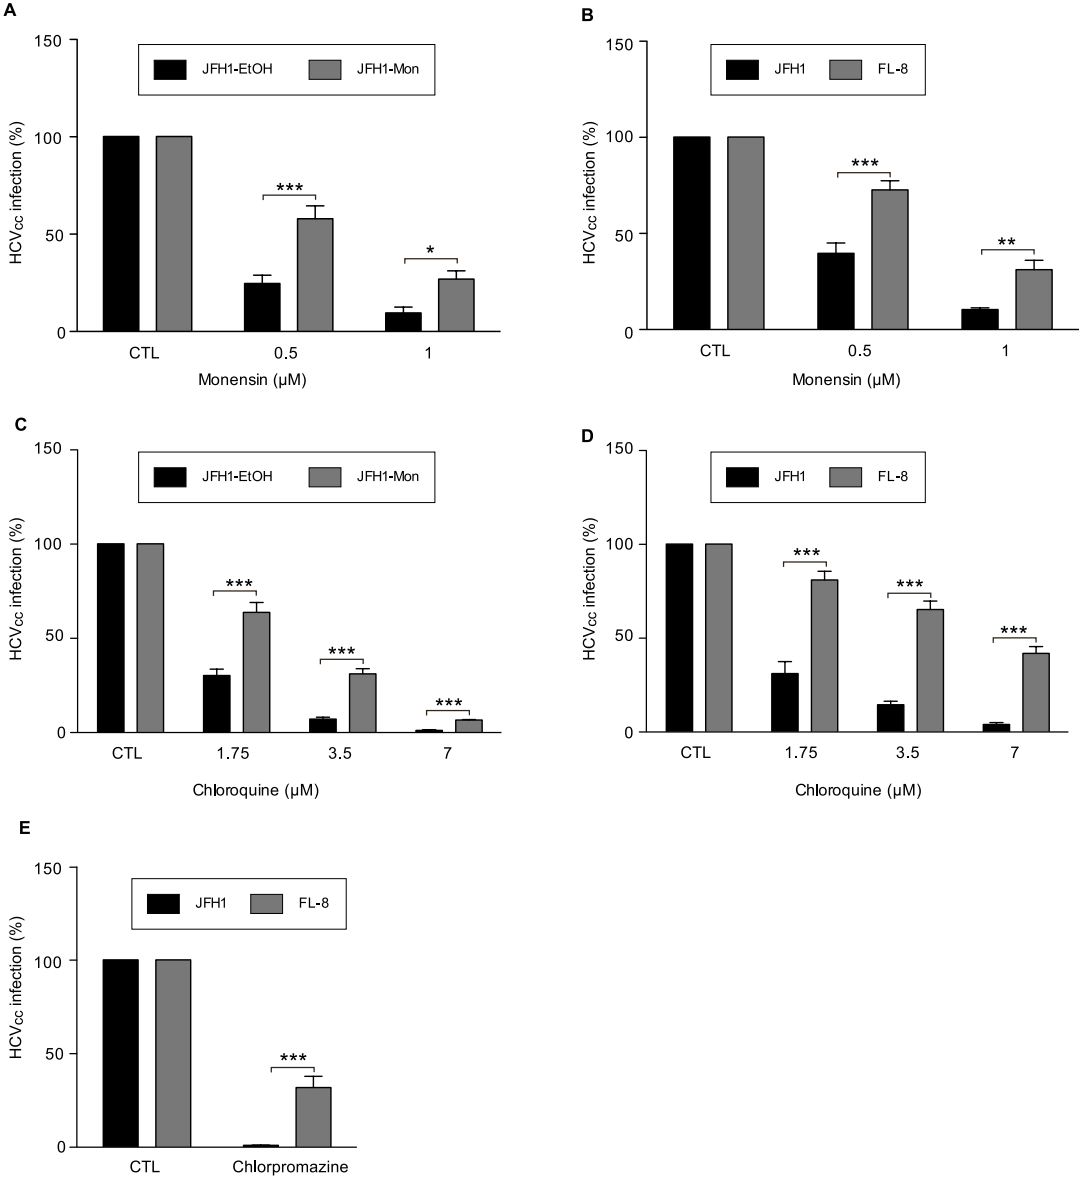 A
150
100
50
0
HCVcc infection (%)
JFH1-EtOH JFH1-Mon
***
*
CTL 0.5 1
Monensin (µM)
B
150
100
50
0
HCVcc infection (%)
JFH1 FL-8
***
**
CTL 0.5 1
Monensin (µM)
C
150
100
50
0
HCVcc infection (%)
JFH1-EtOH JFH1-Mon
***
***
***
CTL 1.75 3.5 7
Chloroquine (µM)
D
150
100
50
0
HCVcc infection (%)
JFH1 FL-8
***
***
***
CTL 1.75 3.5 7
Chloroquine (µM)
E
150
100
50
0
HCVcc infection (%)
JFH1 FL-8
***
CTL Chlorpromazine